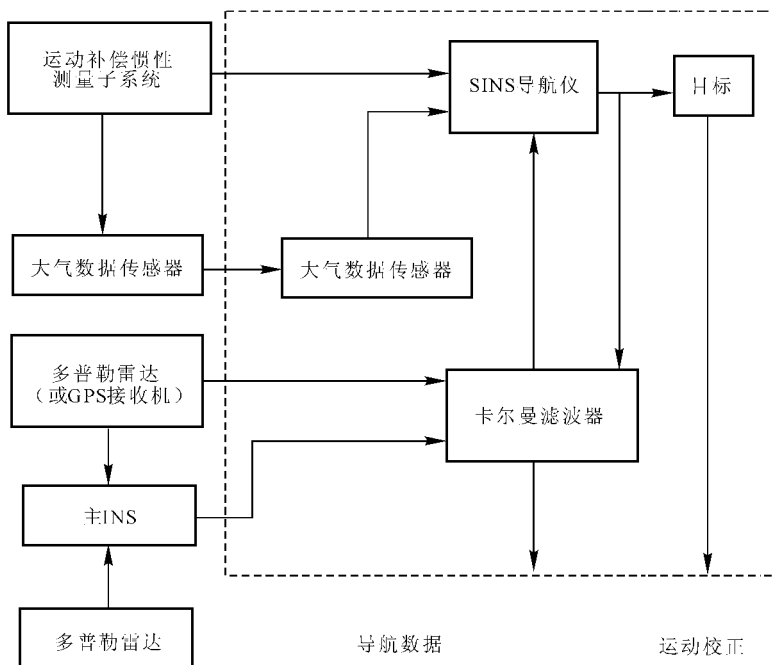 运动补偿惯性
测量子系统
SINS导航仪
目标
大气数据传感器
大气数据传感器
多普勒雷达
（或GPS接收机）
卡尔曼滤波器
主INS
多普勒雷达
导航数据
运动校正